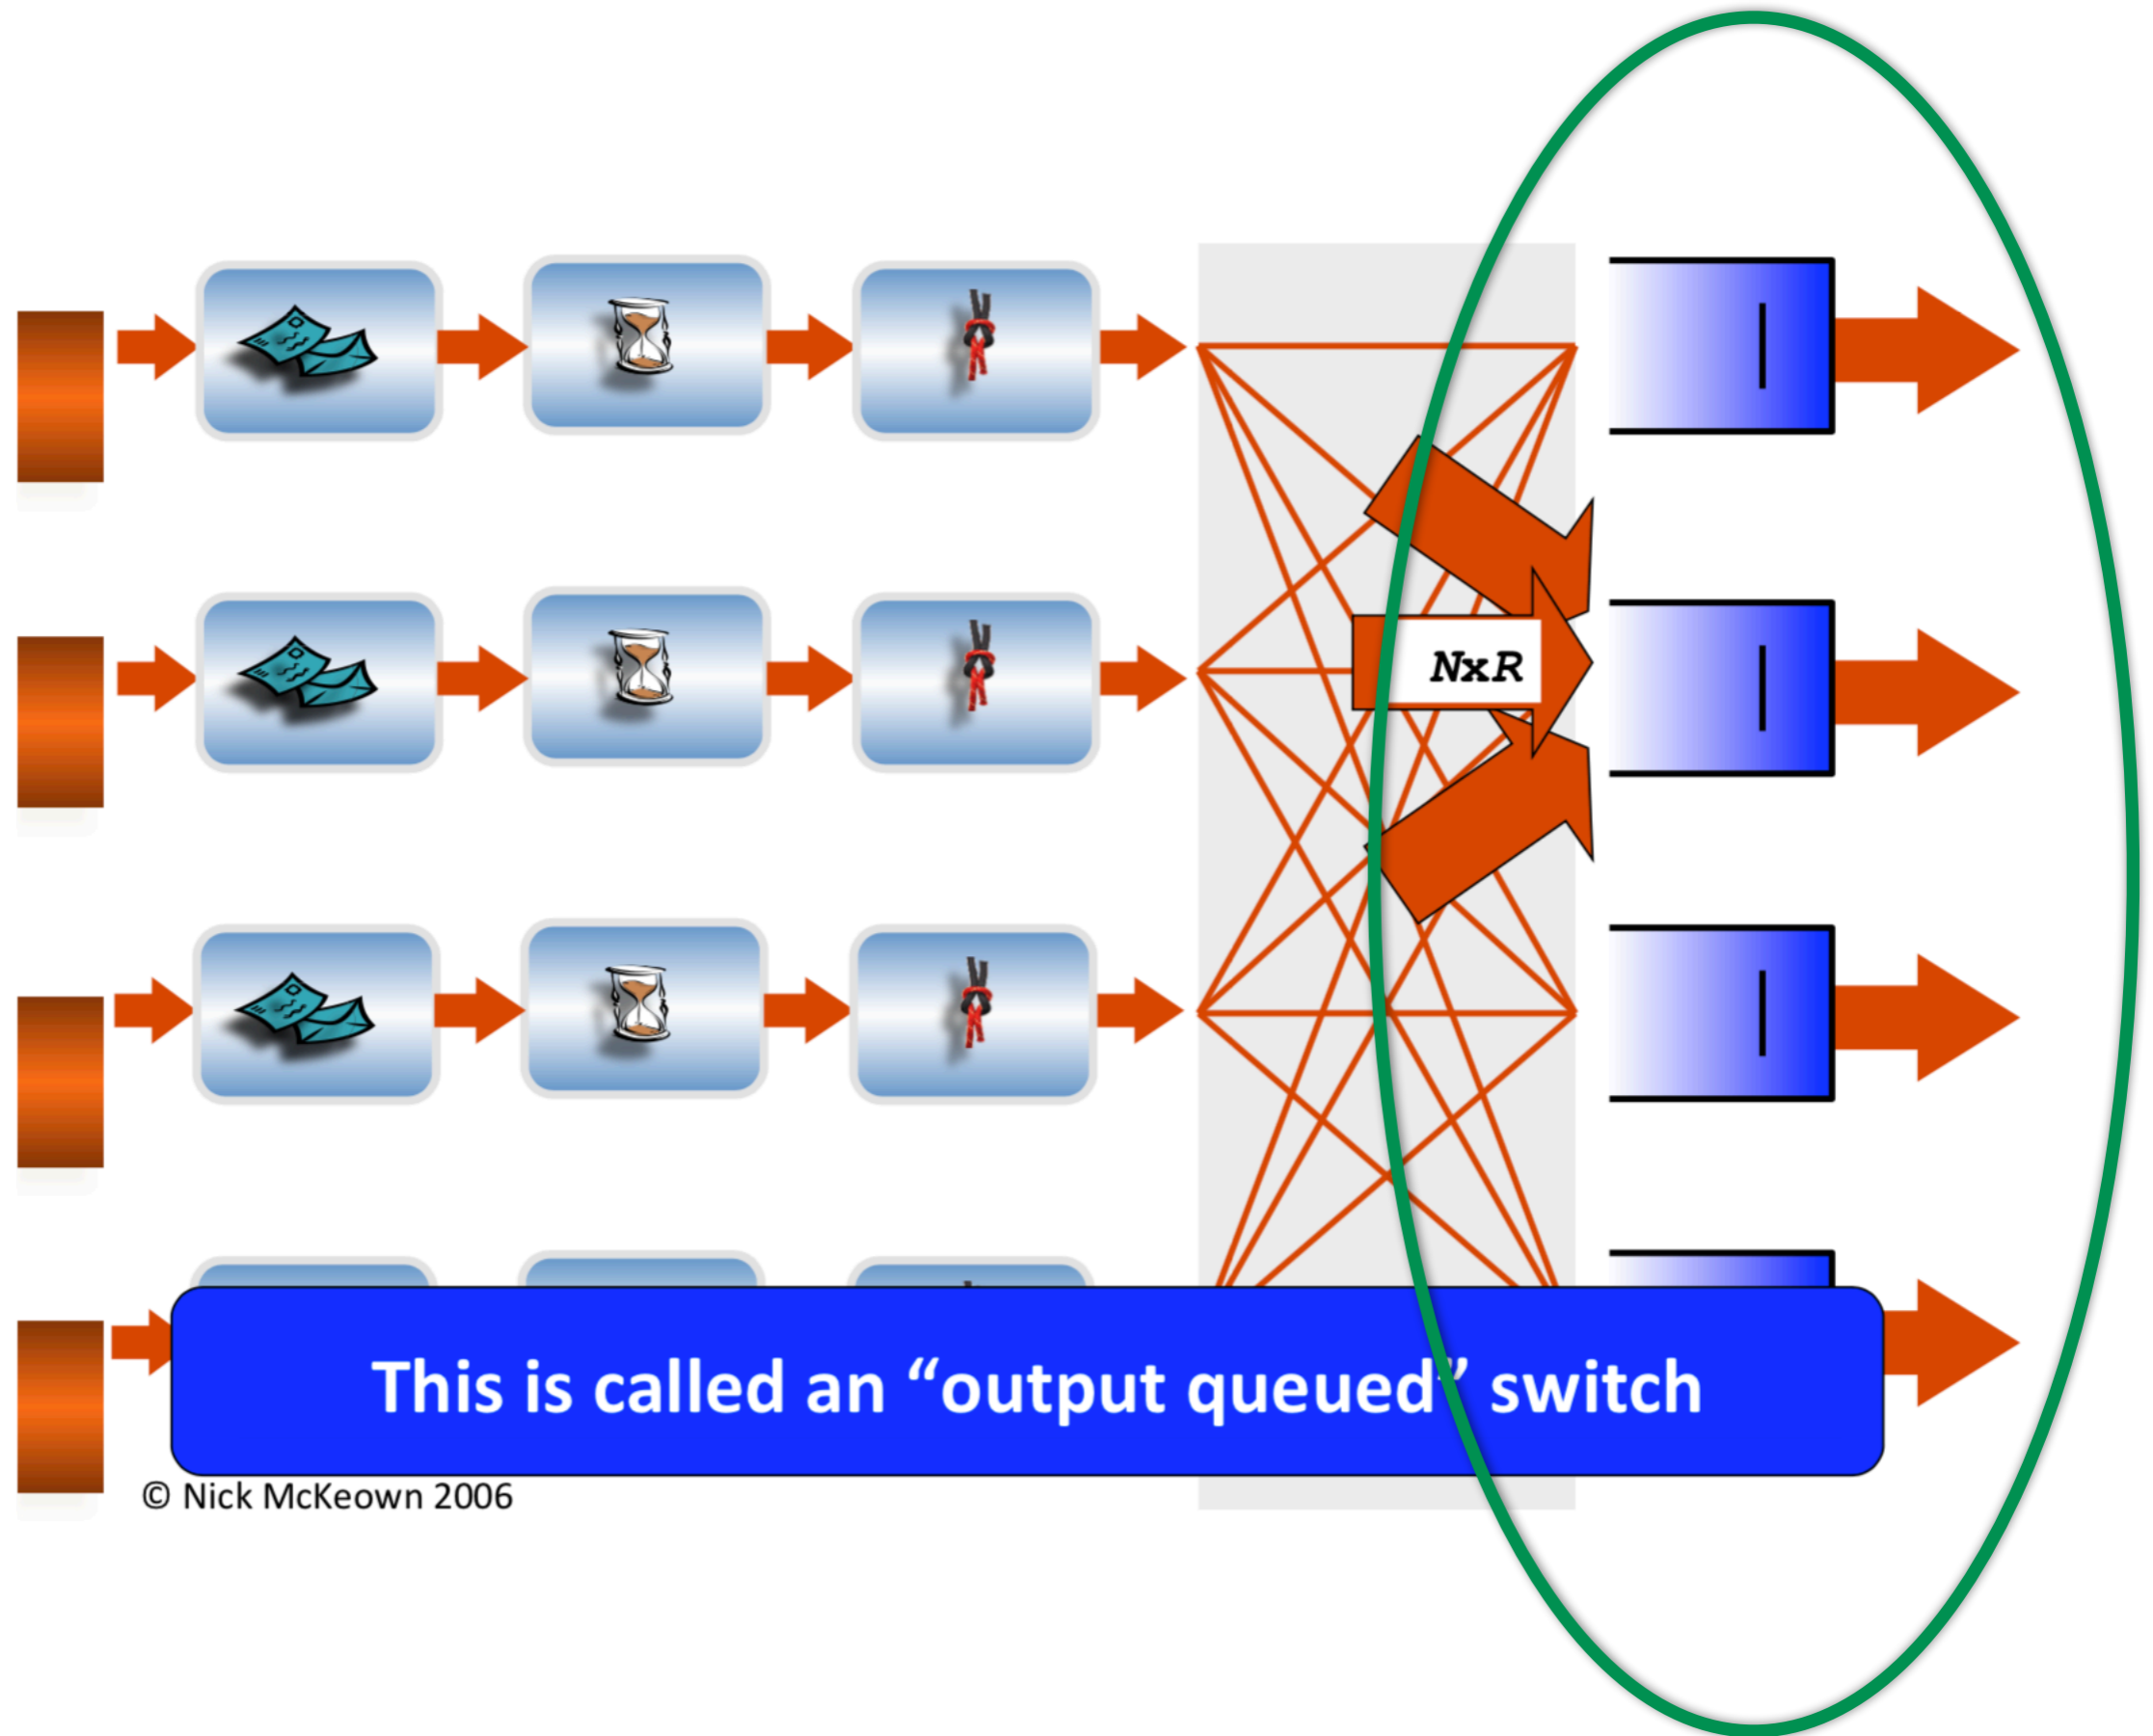 NxR
This is called an “output queued” switch
© Nick McKeown 2006